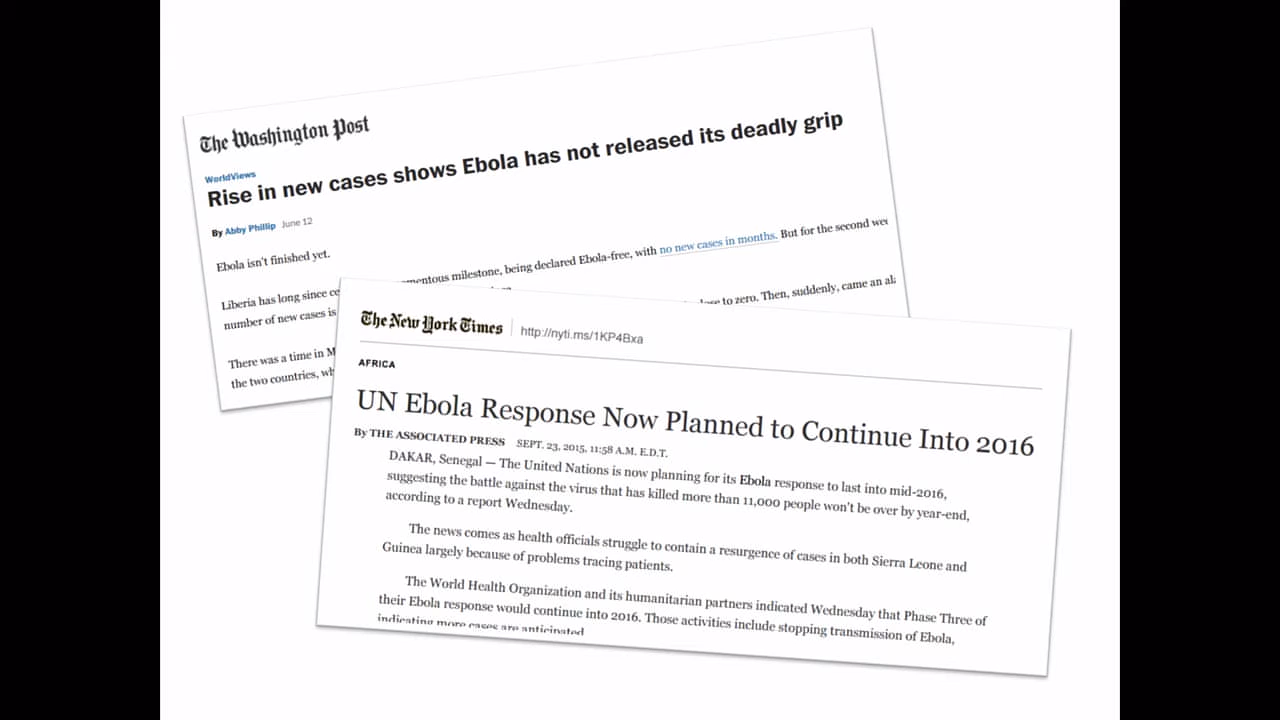 The Washington Post
WorldViews
Rise in new cases shows Ebola has not released its deadly grip
By Abby Phillip June 12
Ebola isn't finished yet.
Liberia has long since ce
mentous milestone, being declared Ebola-free, with no new cases in months. But for the second
number of new cases is
to zero. Then, suddenly, came an
There was a time in M
the two countries, wh
The New York Times http://nyti.ms/1KP4Bxa
AFRICA
UN Ebola Response Now Planned to Continue Into 2016
By THE ASSOCIATED PRESS SEPT. 23, 2015, 11:58 A.M. E.D.T.
DAKAR, Senegal — The United Nations is now planning for its Ebola response to last into mid-2016,
suggesting the battle against the virus that has killed more than 11,000 people won't be over by year-end,
according to a report Wednesday.
The news comes as health officials struggle to contain a resurgence of cases in both Sierra Leone and
Guinea largely because of problems tracing patients.
The World Health Organization and its humanitarian partners indicated Wednesday that Phase Three of
their Ebola response would continue into 2016. Those activities include stopping transmission of Ebola,
indicating more cases are anticipated